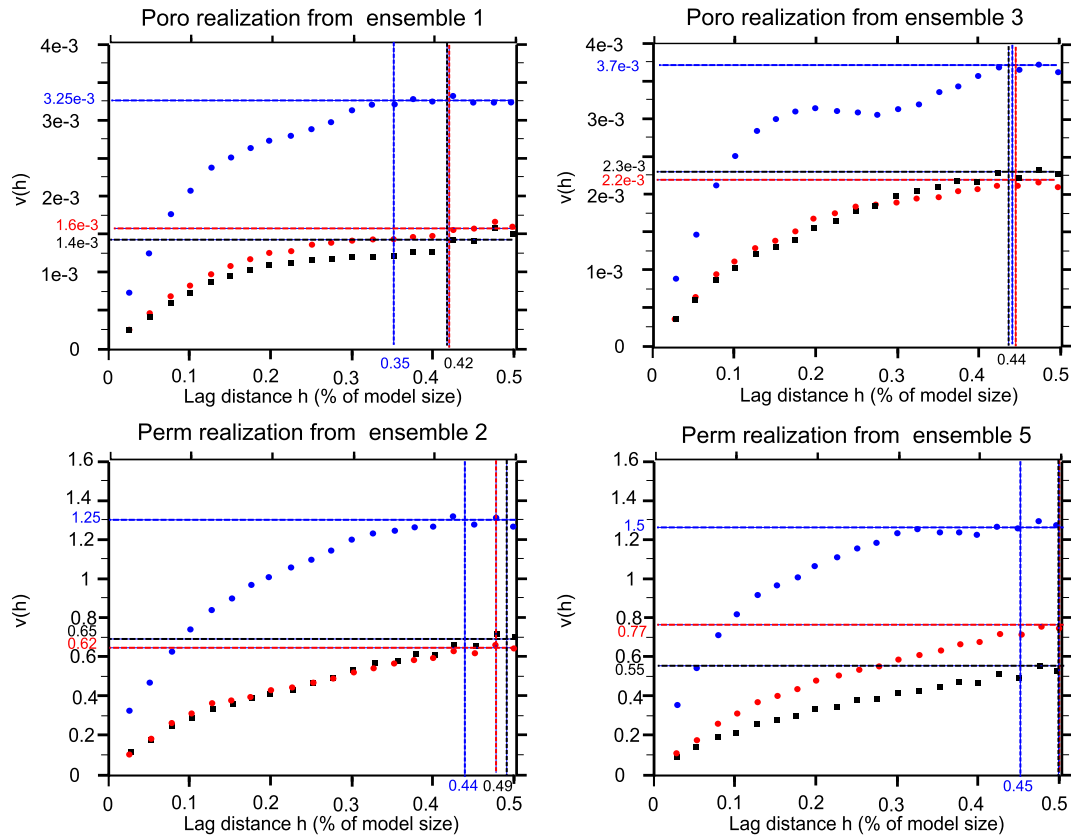 Poro realization from ensemble 1
4e-3
3.25e-3
3e-3
v(h)
2e-3
1.6e-3
1.4e-3
1e-3
0
0.35
0.42
0 0.1 0.2 0.3 0.4 0.5
Lag distance h (% of model size)
Poro realization from ensemble 3
4e-3
3.7e-3
3e-3
v(h)
2.3e-3
2.2e-3
2e-3
1e-3
0
0.44
0 0.1 0.2 0.3 0.4 0.5
Lag distance h (% of model size)
Perm realization from ensemble 2
1.6
1.4
1.25
1.2
1
v(h)
0.8
0.65
0.62
0.6
0.4
0.2
0
0.44 0.49
0 0.1 0.2 0.3 0.4 0.5
Lag distance h (% of model size)
Perm realization from ensemble 5
1.6
1.4
1.5
1.2
1
v(h)
0.8
0.77
0.6
0.55
0.4
0.2
0
0.45
0 0.1 0.2 0.3 0.4 0.5
Lag distance h (% of model size)